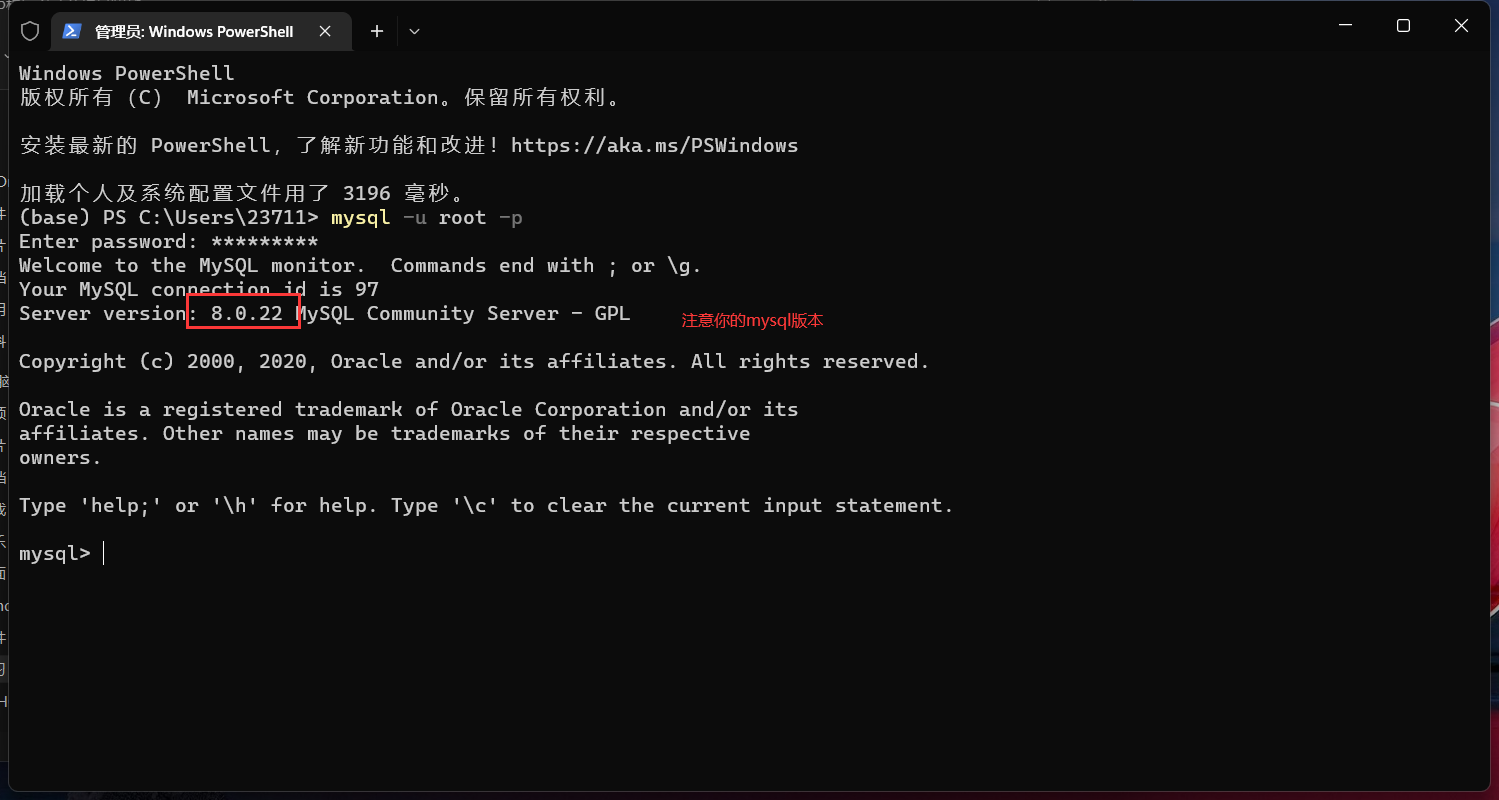 管理员: Windows PowerShell
Windows PowerShell
版权所有 (C)  Microsoft Corporation。保留所有权利。
安装最新的 PowerShell，了解新功能和改进！https://aka.ms/PSWindows
加载个人及系统配置文件用了 3196 毫秒。
(base) PS C:\Users\23711> mysql -u root -p
Enter password: *********
Welcome to the MySQL monitor.  Commands end with ; or \g.
Your MySQL connection id is 97
Server version: 8.0.22 MySQL Community Server - GPL
注意你的mysql版本
Copyright (c) 2000, 2020, Oracle and/or its affiliates. All rights reserved.
Oracle is a registered trademark of Oracle Corporation and/or its
affiliates. Other names may be trademarks of their respective
owners.
Type 'help;' or '\h' for help. Type '\c' to clear the current input statement.
mysql>